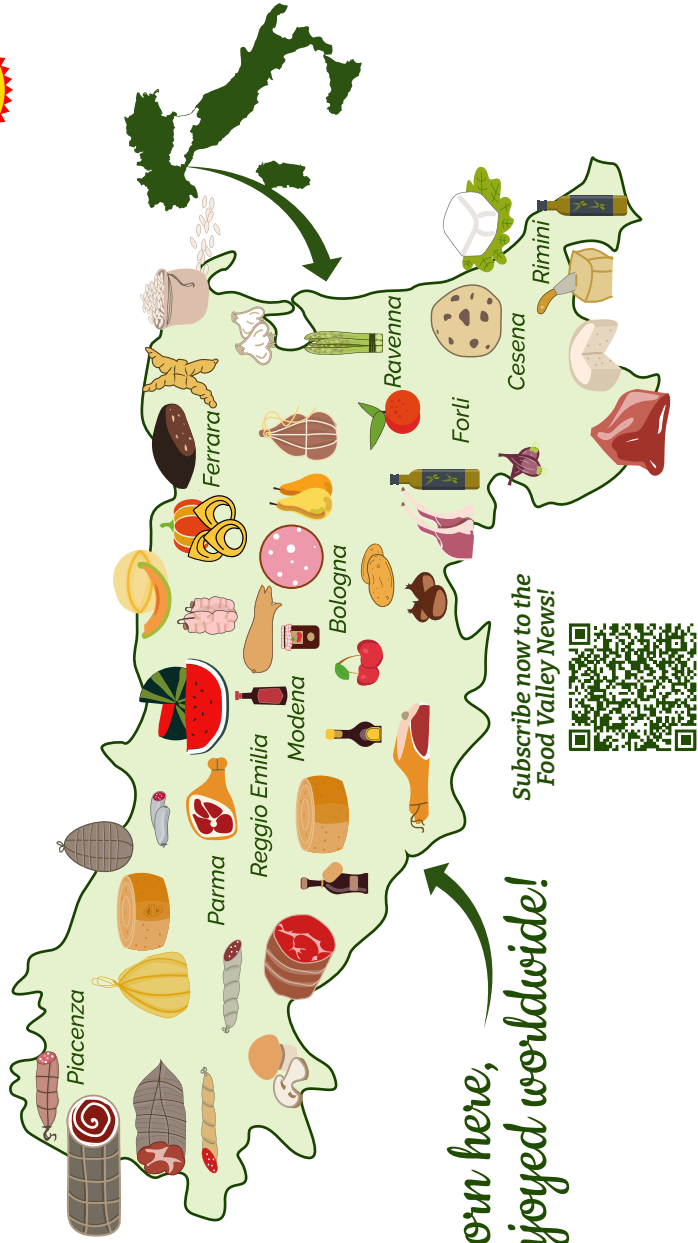 Piacenza
Parma
Reggio Emilia
Modena
Bologna
Ferrara
Ravenna
Forlì
Cesena
Rimini
Subscribe now to the
Food Valley News!
orn here,
joyed worldwide!